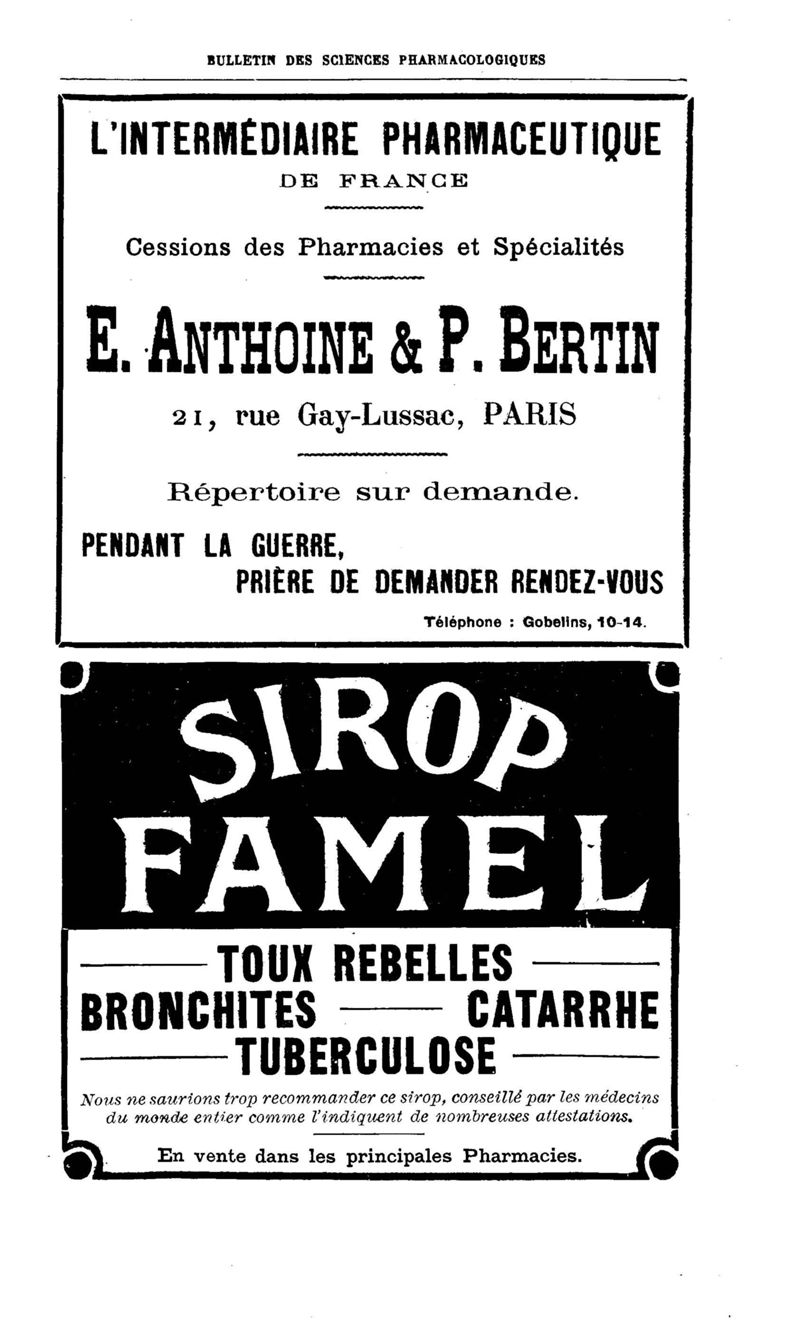 BULLETIN DES SCIENCES PHARMACOLOGIQUES
L'INTERMÉDIAIRE PHARMACEUTIQUE
DE FRANCE
Cessions des Pharmacies et Spécialités
E. ANTHOINE & P. BERTIN
21, rue Gay-Lussac, PARIS
Répertoire sur demande.
PENDANT LA GUERRE,
PRIÈRE DE DEMANDER RENDEZ-VOUS
Téléphone : Gobelins, 10-14.
SIROP
FAMEL
TOUX REBELLES
BRONCHITES — CATARRHE
TUBERCULOSE
Nous ne saurions trop recommander ce sirop, conseillé par les médecins
du monde entier comme l'indiquent de nombreuses attestations.
En vente dans les principales Pharmacies.